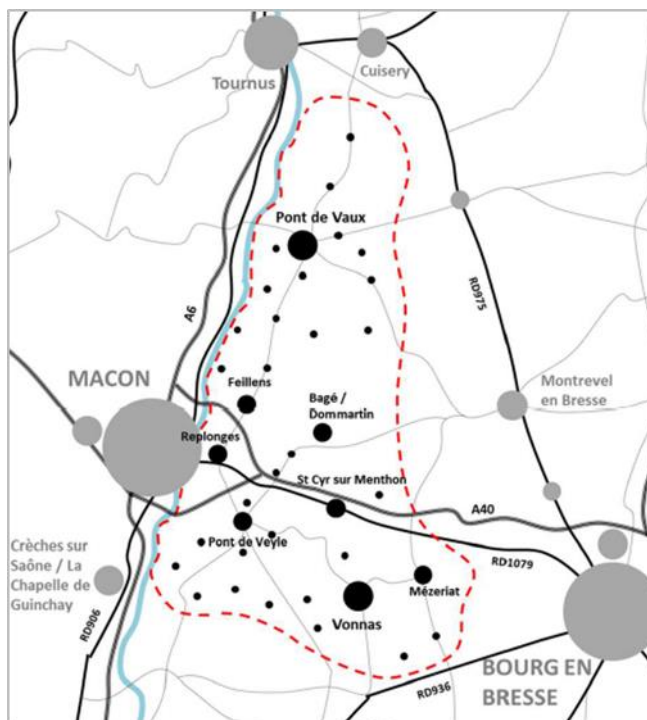 Tournus
Cuisery
Pont de Vaux
A6
RD975
MACON
Feillens
Bagé /
Dommartin
Montrevel
en Bresse
Replonges
St Cyr sur Menthon
A40
Pont de Veyle
RD1079
Crèches sur
Saône / La
Chapelle de
Guinchay
Mézeriat
RD906
Vonnas
BOURG EN
BRESSE
RD936